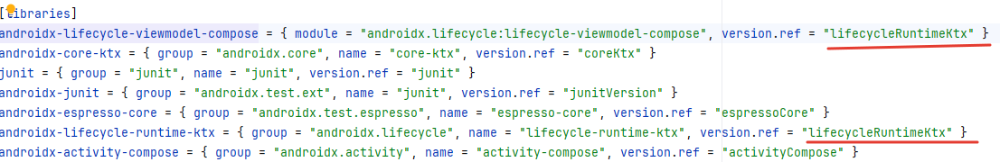 [libraries]
androidx-lifecycle-viewmodel-compose = { module = "androidx.lifecycle:lifecycle-viewmodel-compose", version.ref = "lifecycleRuntimeKtx" }
androidx-core-ktx = { group = "androidx.core", name = "core-ktx", version.ref = "coreKtx" }
junit = { group = "junit", name = "junit", version.ref = "junit" }
androidx-junit = { group = "androidx.test.ext", name = "junit", version.ref = "junitVersion" }
androidx-espresso-core = { group = "androidx.test.espresso", name = "espresso-core", version.ref = "espressoCore" }
androidx-lifecycle-runtime-ktx = { group = "androidx.lifecycle", name = "lifecycle-runtime-ktx", version.ref = "lifecycleRuntimeKtx" }
androidx-activity-compose = { group = "androidx.activity", name = "activity-compose", version.ref = "activityCompose" }